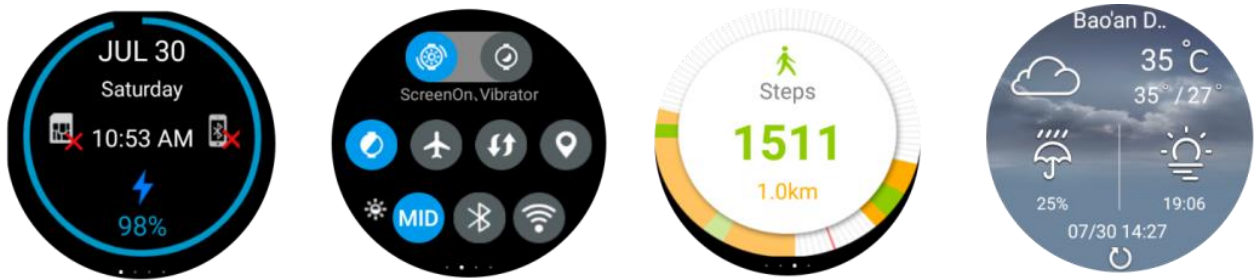 JUL 30
Saturday
10:53 AM
98%
ScreenOn、Vibrator
MID
Steps
1511
1.0km
Bao'an D..
35 °C
35°/27°
25%
19:06
07/30 14:27